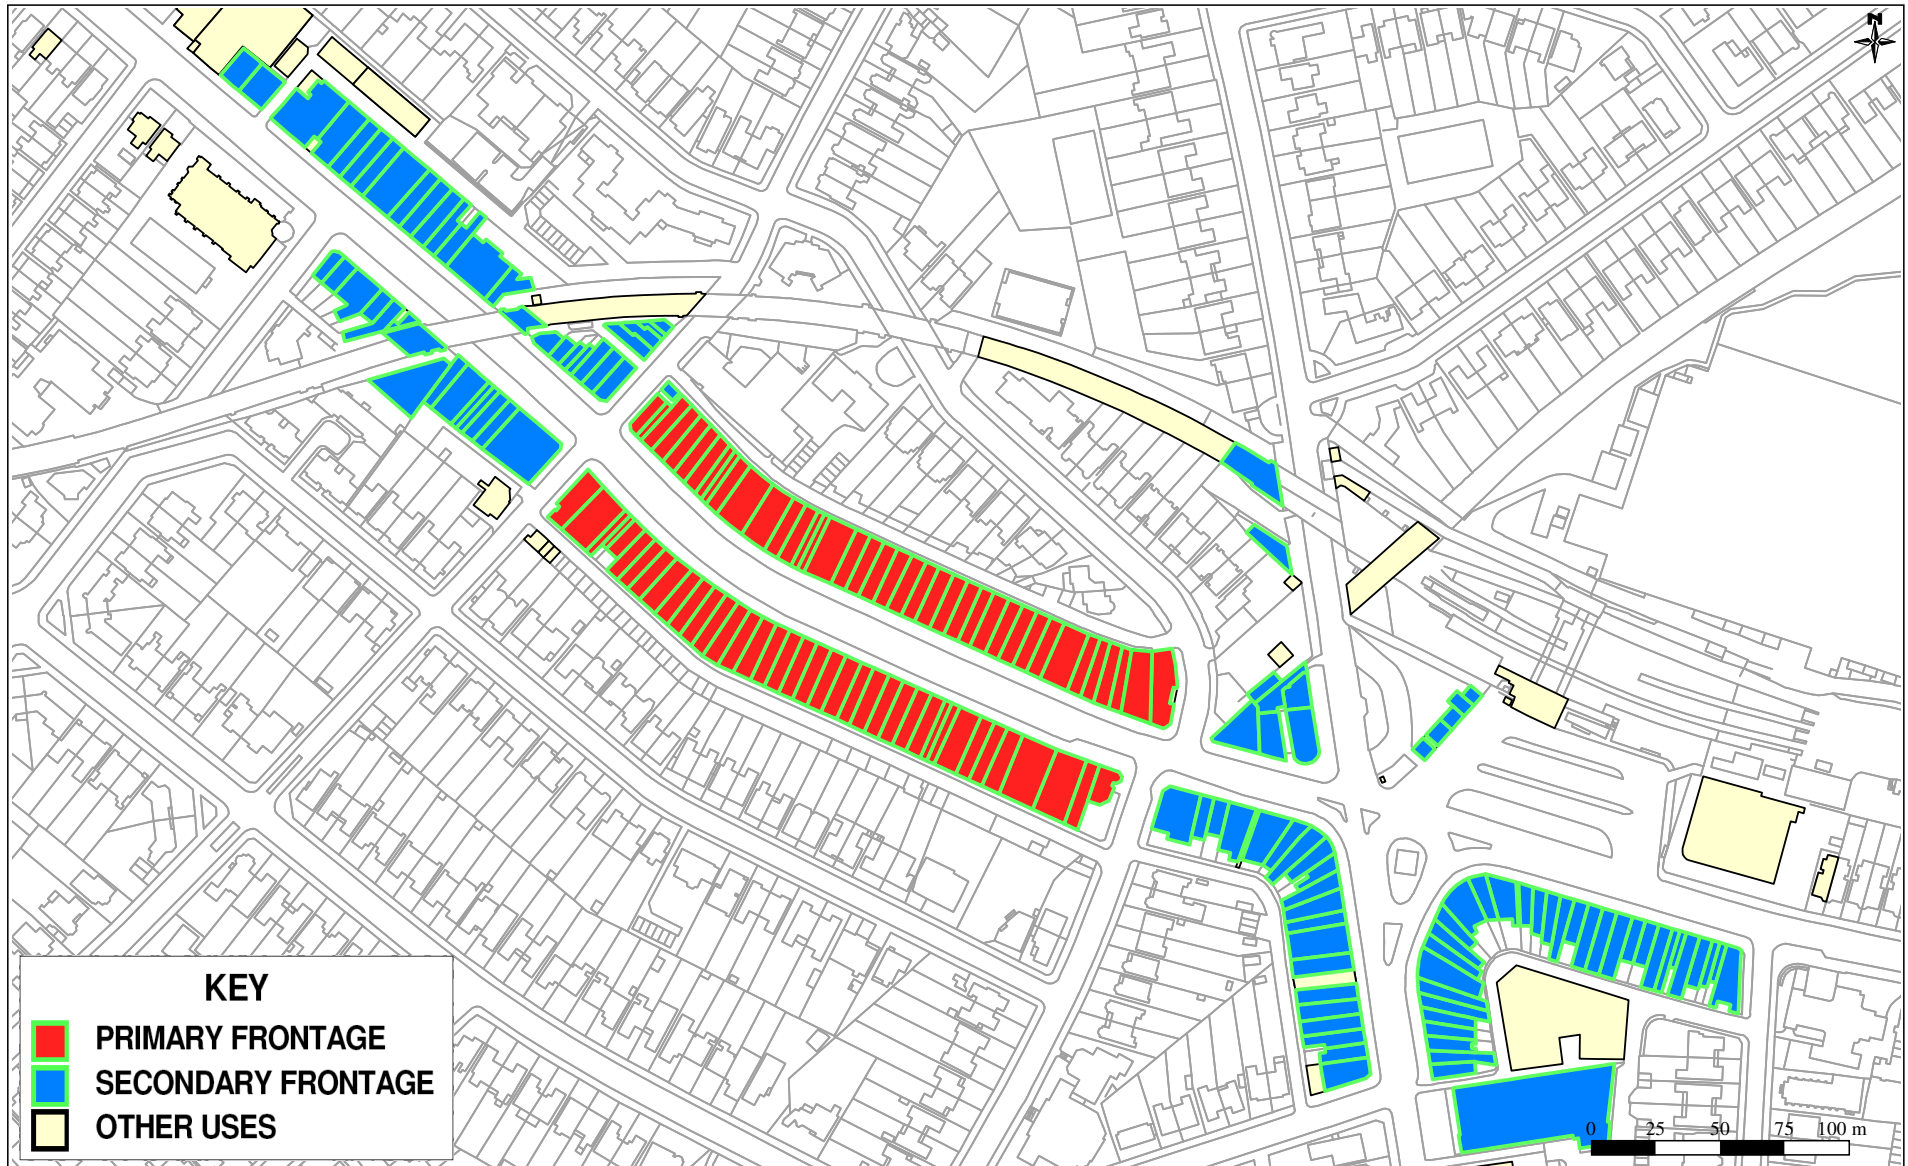 N
KEY
PRIMARY FRONTAGE
SECONDARY FRONTAGE
OTHER USES
0 25 50 75 100 m